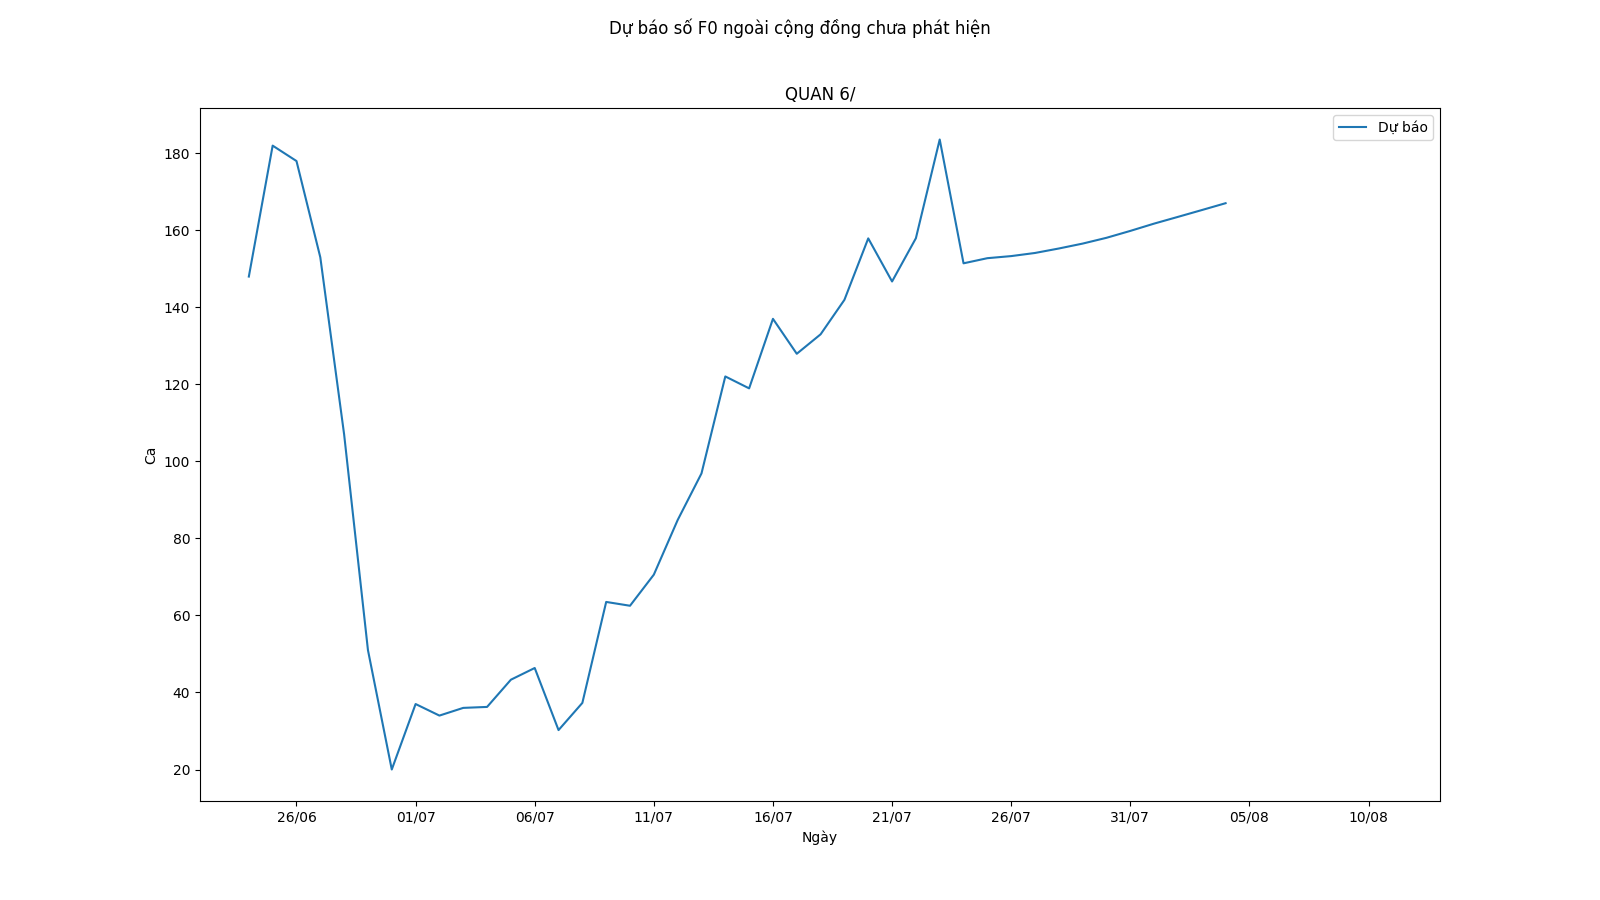 Dự báo số F0 ngoài cộng đồng chưa phát hiện
QUAN 6/
Dự báo
180
160
140
120
100
80
60
40
20
Ca
26/06 01/07 06/07 11/07 16/07 21/07 26/07 31/07 05/08 10/08
Ngày